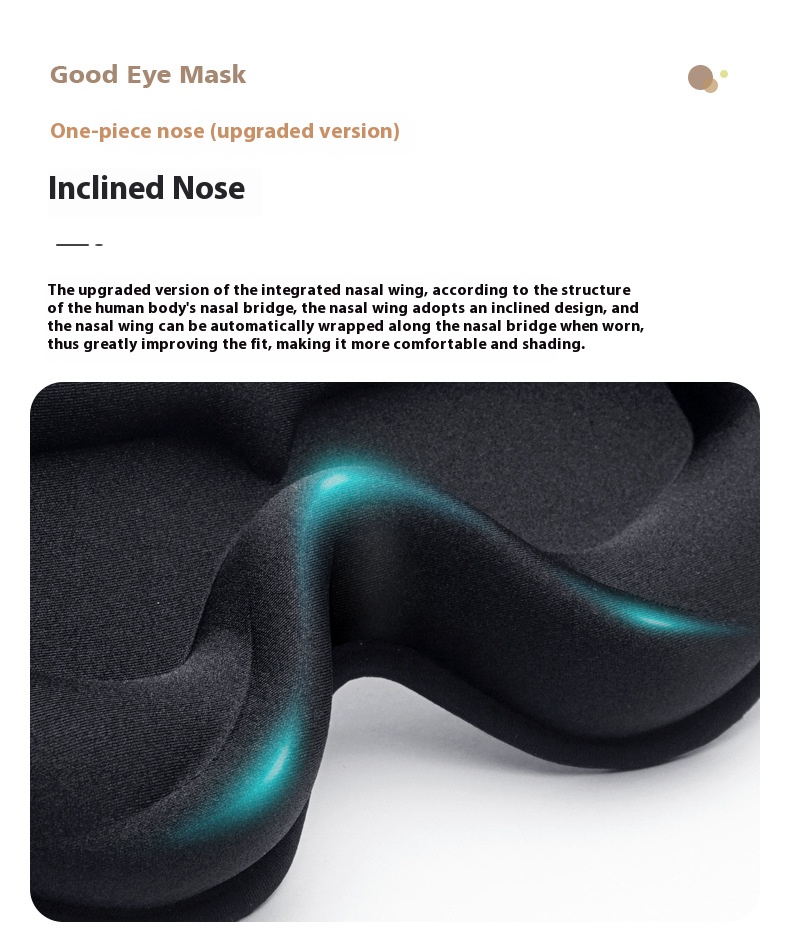 Good Eye Mask
One-piece nose (upgraded version)
Inclined Nose
The upgraded version of the integrated nasal wing, according to the structure
of the human body's nasal bridge, the nasal wing adopts an inclined design, and
the nasal wing can be automatically wrapped along the nasal bridge when worn,
thus greatly improving the fit, making it more comfortable and shading.